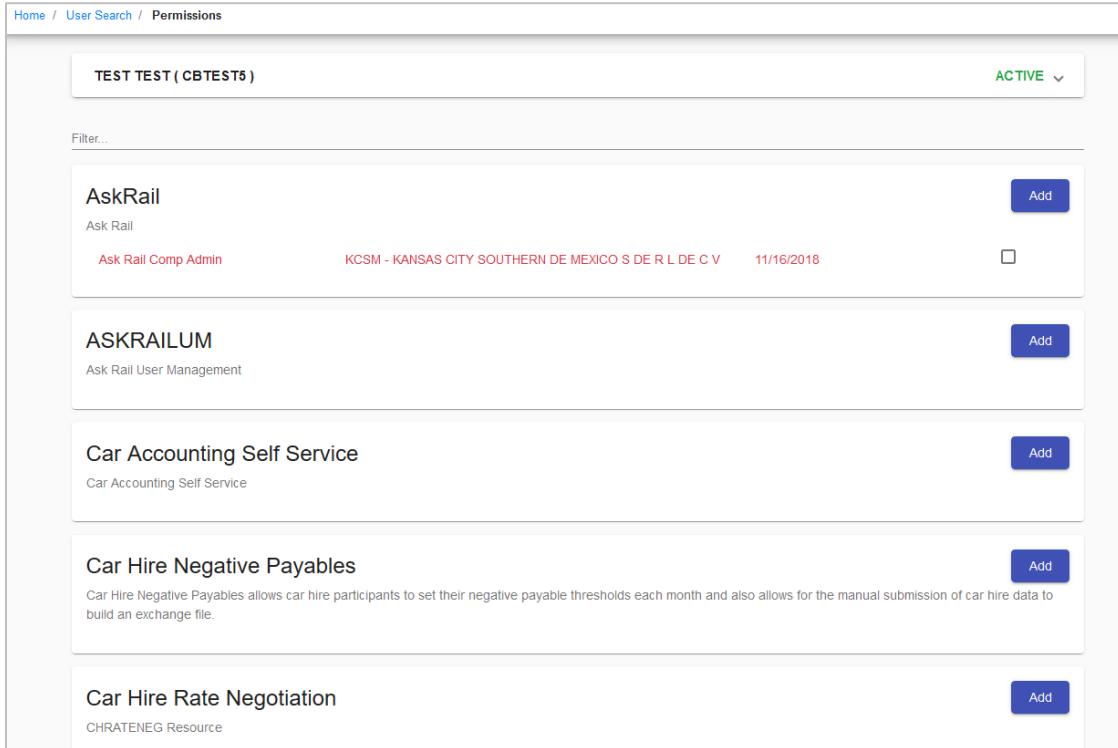 Home / User Search / Permissions
TEST TEST ( CBTEST5 ) ACTIVE
Filter...
AskRail Add
Ask Rail
Ask Rail Comp Admin KCSM - KANSAS CITY SOUTHERN DE MEXICO S DE R L DE C V 11/16/2018
ASKRAILUM Add
Ask Rail User Management
Car Accounting Self Service Add
Car Accounting Self Service
Car Hire Negative Payables Add
Car Hire Negative Payables allows car hire participants to set their negative payable thresholds each month and also allows for the manual submission of car hire data to
build an exchange file.
Car Hire Rate Negotiation Add
CHRATENEG Resource